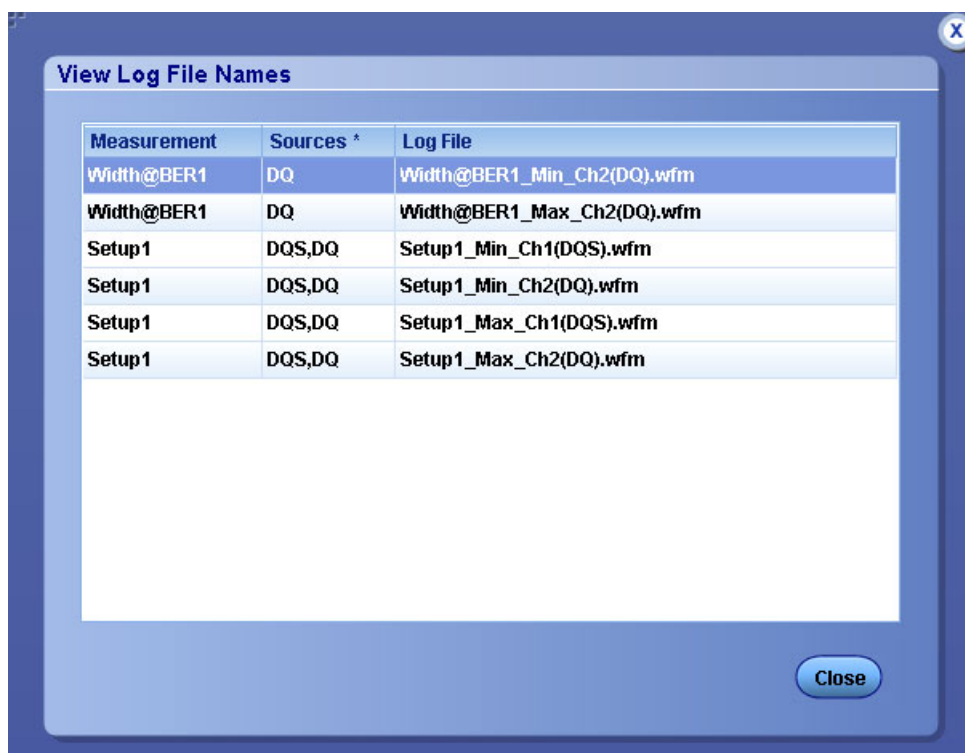 X
View Log File Names
Measurement Sources * Log File
Width@BER1 DQ Width@BER1_Min_Ch2(DQ).wfm
Width@BER1 DQ Width@BER1_Max_Ch2(DQ).wfm
Setup1 DQS,DQ Setup1_Min_Ch1(DQS).wfm
Setup1 DQS,DQ Setup1_Min_Ch2(DQ).wfm
Setup1 DQS,DQ Setup1_Max_Ch1(DQS).wfm
Setup1 DQS,DQ Setup1_Max_Ch2(DQ).wfm
Close